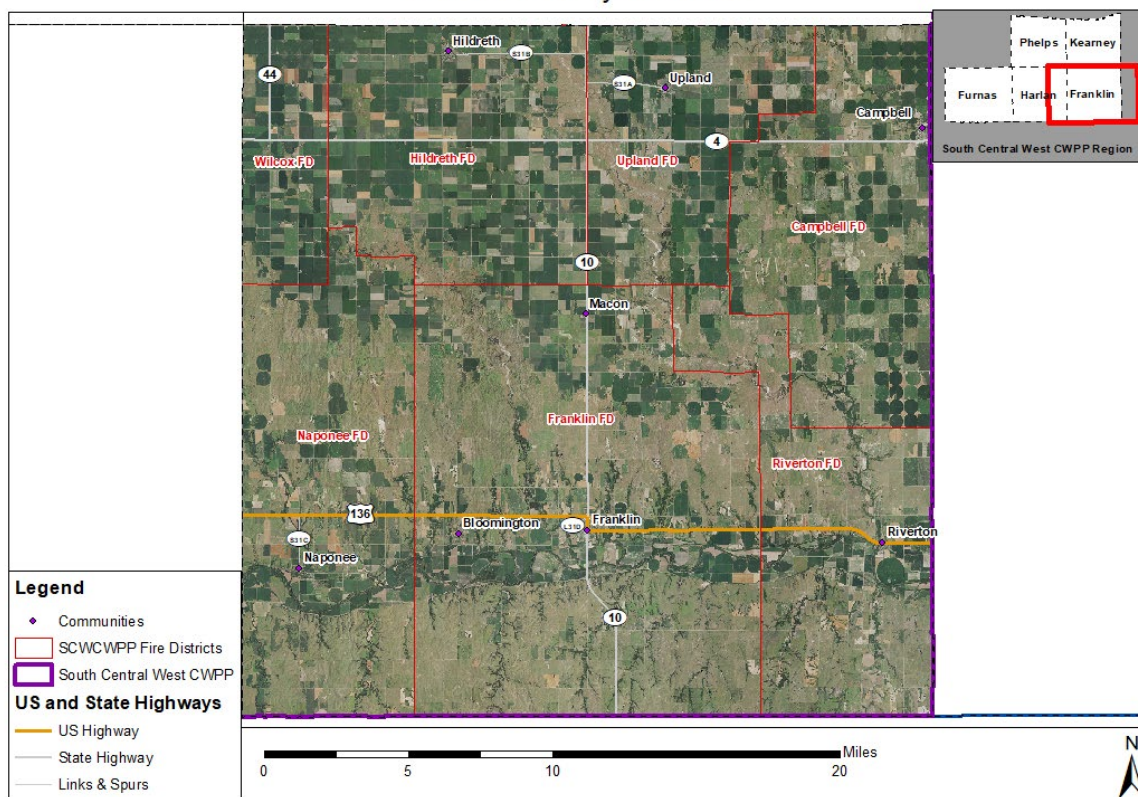 Hildreth
S31B
44
S31A
Upland
Campbell
4
Wilcox FD
Hildreth FD
Upland FD
Campbell FD
10
Macon
Franklin FD
Naponee FD
Riverton FD
136
Bloomington
L31D
Franklin
Riverton
S31C
Naponee
10
Phelps
Kearney
Furnas
Harlan
Franklin
South Central West CWPP Region
Legend
Communities
SCWCWPP Fire Districts
South Central West CWPP
US and State Highways
US Highway
State Highway
Links & Spurs
Miles
0 5 10 20
N